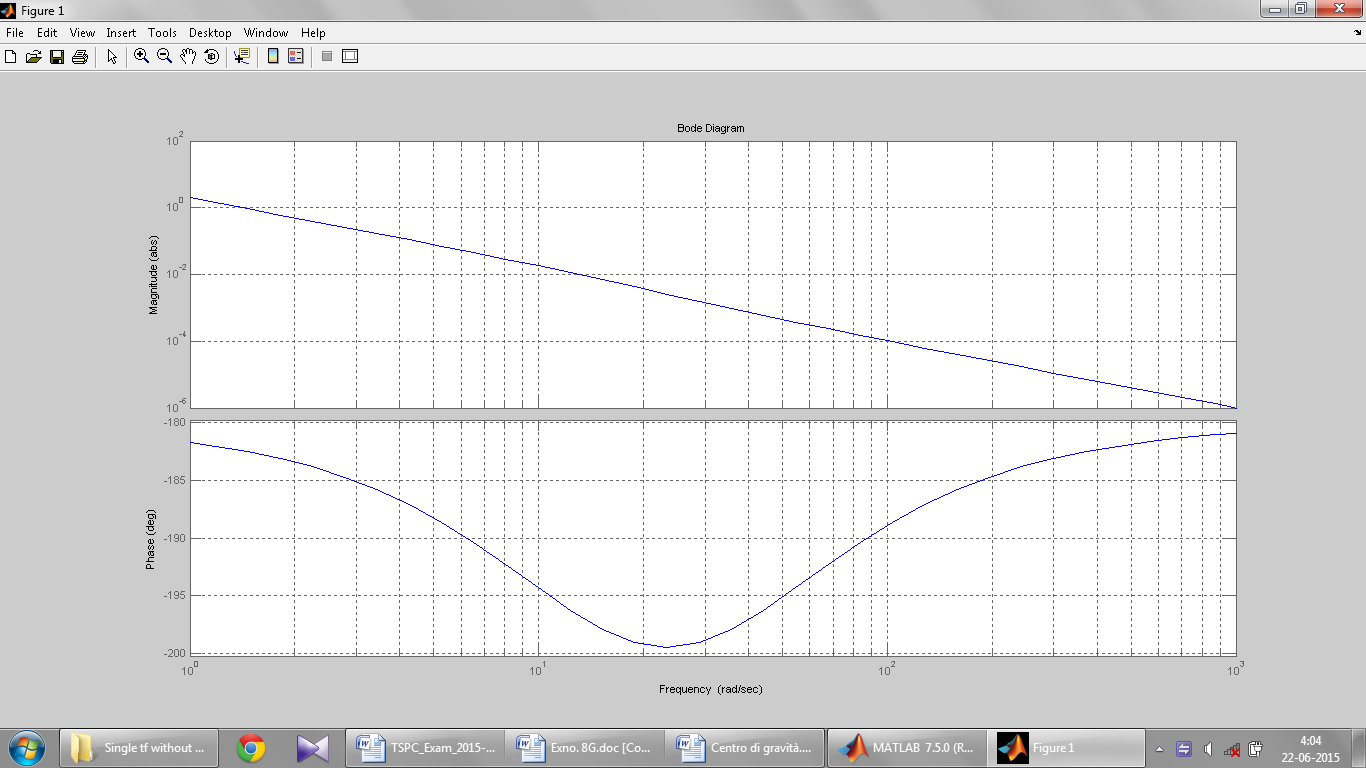 Figure 1
File Edit View Insert Tools Desktop Window Help
Bode Diagram
10^2
10^0
10^-2
10^-4
10^-6
Magnitude (abs)
-180
-185
-190
-195
-200
Phase (deg)
10^0 10^1 10^2 10^3
Frequency (rad/sec)
Single tf without ...
TSPC_Exam_2015-...
Exno. 8G.doc [Co...
Centro di gravità....
MATLAB 7.5.0 (R...
Figure 1
4:04
22-06-2015